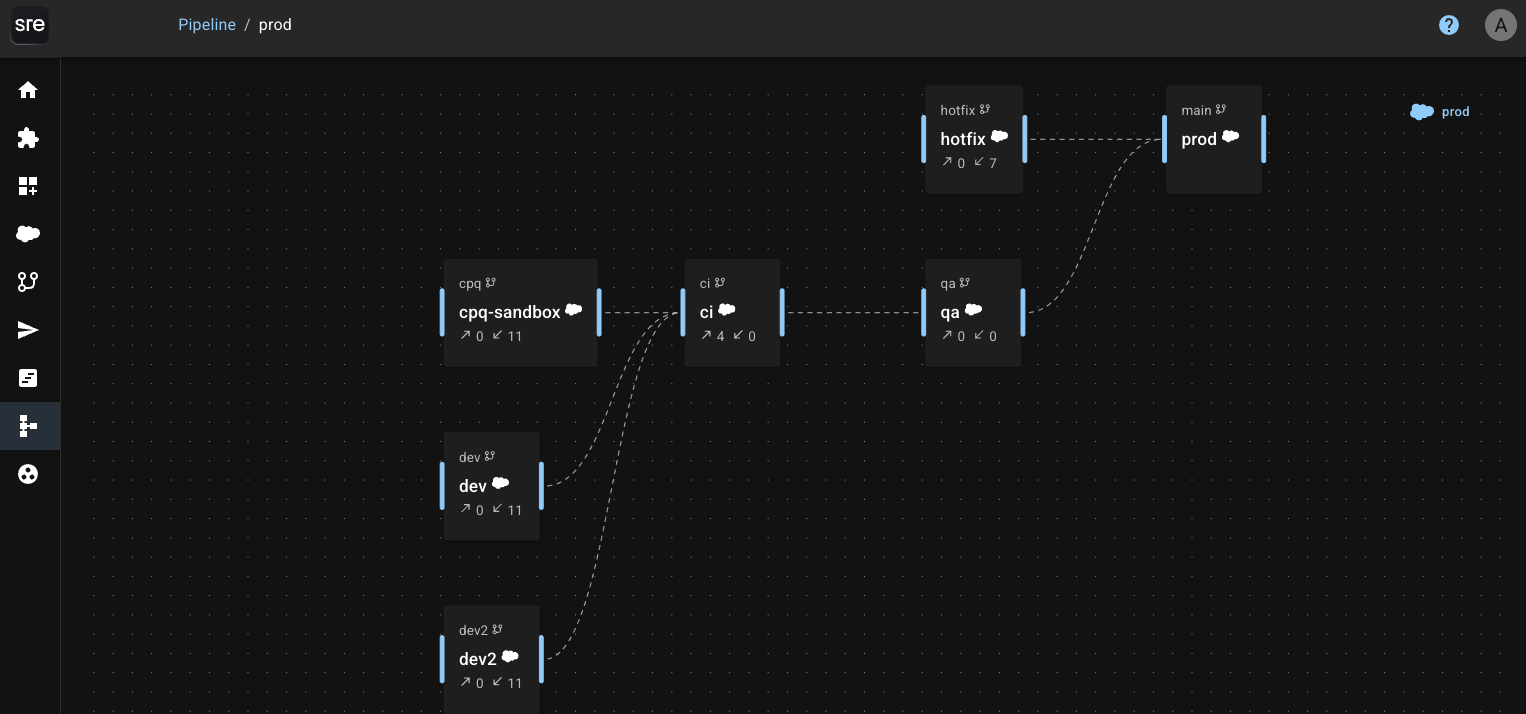 sre
Pipeline / prod
?
A
hotfix
hotfix
0 7
main
prod
prod
cpq
cpq-sandbox
0 11
ci
ci
4 0
qa
qa
0 0
dev
dev
0 11
dev2
dev2
0 11